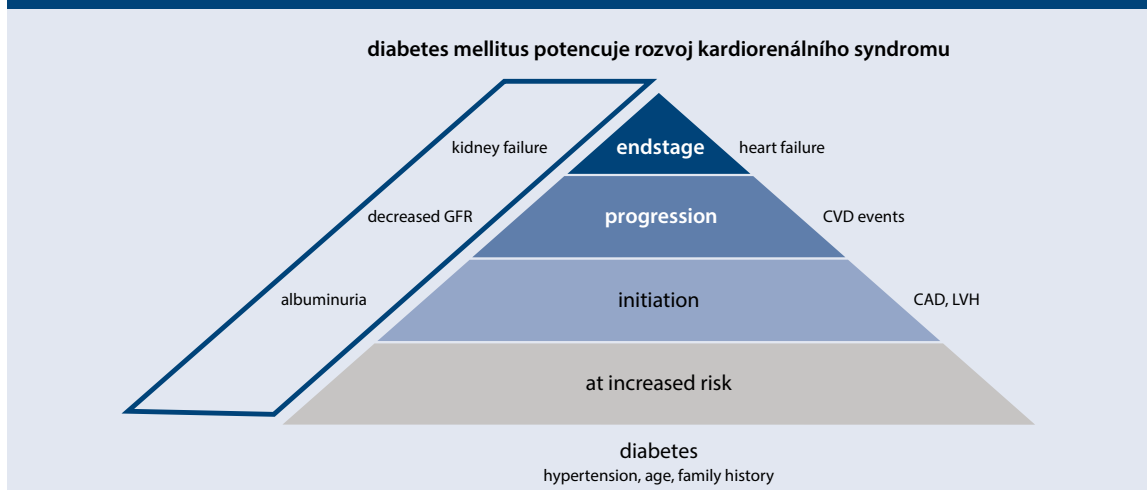 diabetes mellitus potencuje rozvoj kardiorenálního syndromu
kidney failure
endstage
heart failure
decreased GFR
progression
CVD events
albuminuria
initiation
CAD, LVH
at increased risk
diabetes
hypertension, age, family history